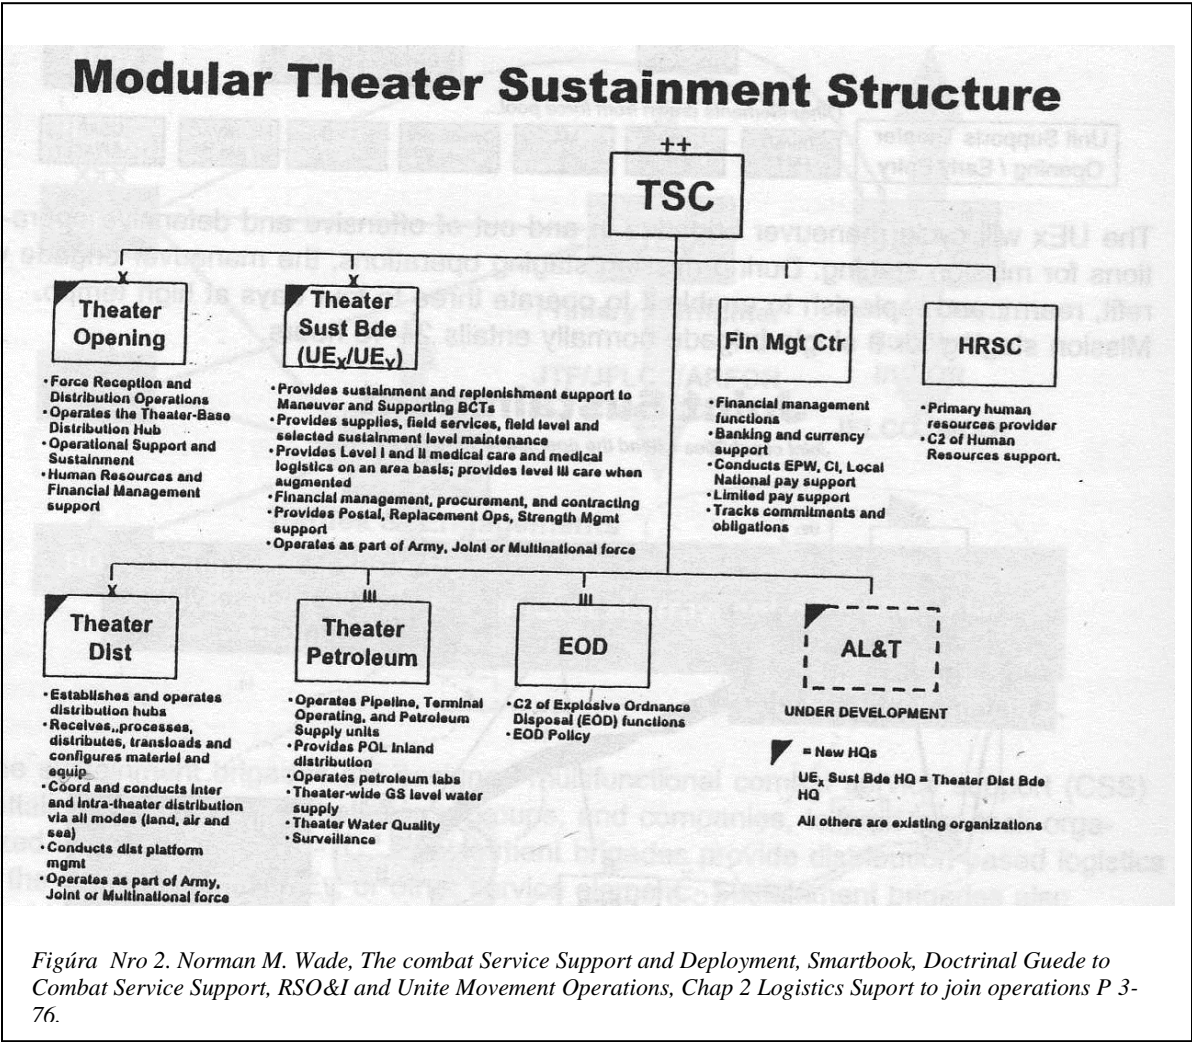 Modular Theater Sustainment Structure
++
TSC
x
Theater
Opening
• Force Reception and
Distribution Operations
• Operates the Theater-Base
Distribution Hub
• Operational Support and
Sustainment
• Human Resources and
Financial Management
support
x
Theater
Sust Bde
(UEx/UEy)
• Provides sustainment and replenishment support to
Maneuver and Supporting BCTs
• Provides supplies, field services, field level and
selected sustainment level maintenance
• Provides Level I and II medical care and medical
logistics on an area basis; provides level III care when
augmented
• Financial management, procurement, and contracting
• Provides Postal, Replacement Ops, Strength Mgmt
support
• Operates as part of Army, Joint or Multinational force
Fin Mgt Ctr
• Financial management
functions
• Banking and currency
support
• Conducts EPW, CI, Local
National pay support
• Limited pay support
• Tracks commitments and
obligations
HRSC
• Primary human
resources provider
• C2 of Human
Resources support.
x
Theater
Dist
• Establishes and operates
distribution hubs
• Receives,,processes,
distributes, transloads and
configures materiel and
equip
• Coord and conducts Inter
and Intra-theater distribution
via all modes (land, air and
sea)
• Conducts dist platform
mgmt
• Operates as part of Army,
Joint or Multinational force
III
Theater
Petroleum
• Operates Pipeline, Terminal
Operating, and Petroleum
Supply units
• Provides POL Inland
distribution
• Operates petroleum labs
• Theater-wide GS level water
supply
• Theater Water Quality
• Surveillance
III
EOD
• C2 of Explosive Ordnance
Disposal (EOD) functions
• EOD Policy
AL&T
UNDER DEVELOPMENT
= New HQs
UEx Sust Bde HQ = Theater Dist Bde
HQ
All other are existing organizations
Figúra Nro 2. Norman M. Wade, The combat Service Support and Deployment, Smartbook, Doctrinal Guede to
Combat Service Support, RSO&I and Unite Movement Operations, Chap 2 Logistics Suport to join operations P 3-
76.